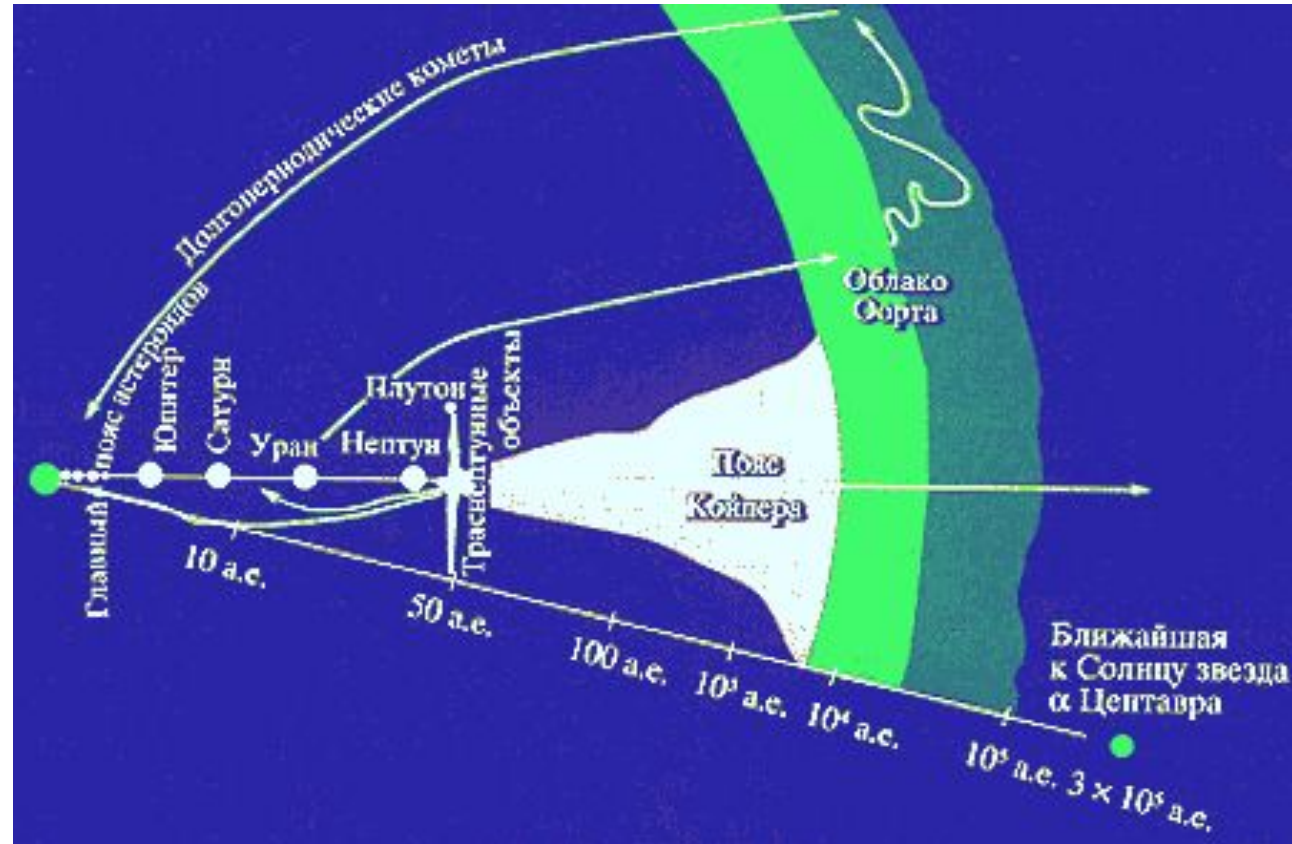 Долгопериодические кометы
Главный пояс астероидов
Юпитер
Сатурн
Уран
Нептун
Плутон
Траснептунные
объекты
Пояс
Койпера
Облако
Оорта
10 а.е.
50 а.е.
100 а.е.
10³ а.е.
10⁴ а.е.
10⁵ а.е.
3 × 10⁵ а.е.
Ближайшая
к Солнцу звезда
α Центавра